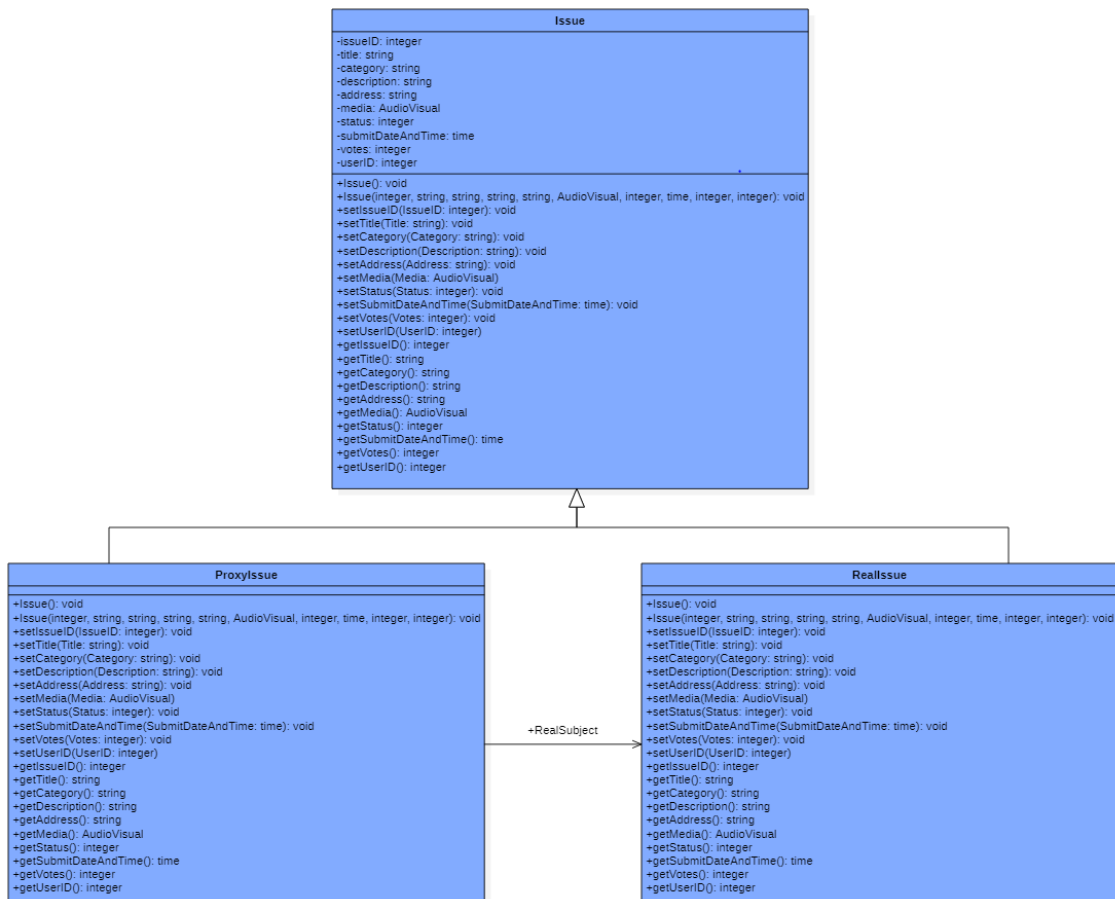 Issue
-issueID: integer
-title: string
-category: string
-description: string
-address: string
-media: AudioVisual
-status: integer
-submitDateAndTime: time
-votes: integer
-userID: integer
+Issue(): void
+Issue(integer, string, string, string, string, AudioVisual, integer, time, integer, integer): void
+setIssueID(IssueID: integer): void
+setTitle(Title: string): void
+setCategory(Category: string): void
+setDescription(Description: string): void
+setAddress(Address: string): void
+setMedia(Media: AudioVisual)
+setStatus(Status: integer): void
+setSubmitDateAndTime(SubmitDateAndTime: time): void
+setVotes(Votes: integer): void
+setUserID(UserID: integer)
+getIssueID(): integer
+getTitle(): string
+getCategory(): string
+getDescription(): string
+getAddress(): string
+getMedia(): AudioVisual
+getStatus(): integer
+getSubmitDateAndTime(): time
+getVotes(): integer
+getUserID(): integer
ProxyIssue
+Issue(): void
+Issue(integer, string, string, string, string, AudioVisual, integer, time, integer, integer): void
+setIssueID(IssueID: integer): void
+setTitle(Title: string): void
+setCategory(Category: string): void
+setDescription(Description: string): void
+setAddress(Address: string): void
+setMedia(Media: AudioVisual)
+setStatus(Status: integer): void
+setSubmitDateAndTime(SubmitDateAndTime: time): void
+setVotes(Votes: integer): void
+setUserID(UserID: integer)
+getIssueID(): integer
+getTitle(): string
+getCategory(): string
+getDescription(): string
+getAddress(): string
+getMedia(): AudioVisual
+getStatus(): integer
+getSubmitDateAndTime(): time
+getVotes(): integer
+getUserID(): integer
+RealSubject
RealIssue
+Issue(): void
+Issue(integer, string, string, string, string, AudioVisual, integer, time, integer, integer): void
+setIssueID(IssueID: integer): void
+setTitle(Title: string): void
+setCategory(Category: string): void
+setDescription(Description: string): void
+setAddress(Address: string): void
+setMedia(Media: AudioVisual)
+setStatus(Status: integer): void
+setSubmitDateAndTime(SubmitDateAndTime: time): void
+setVotes(Votes: integer): void
+setUserID(UserID: integer)
+getIssueID(): integer
+getTitle(): string
+getCategory(): string
+getDescription(): string
+getAddress(): string
+getMedia(): AudioVisual
+getStatus(): integer
+getSubmitDateAndTime(): time
+getVotes(): integer
+getUserID(): integer